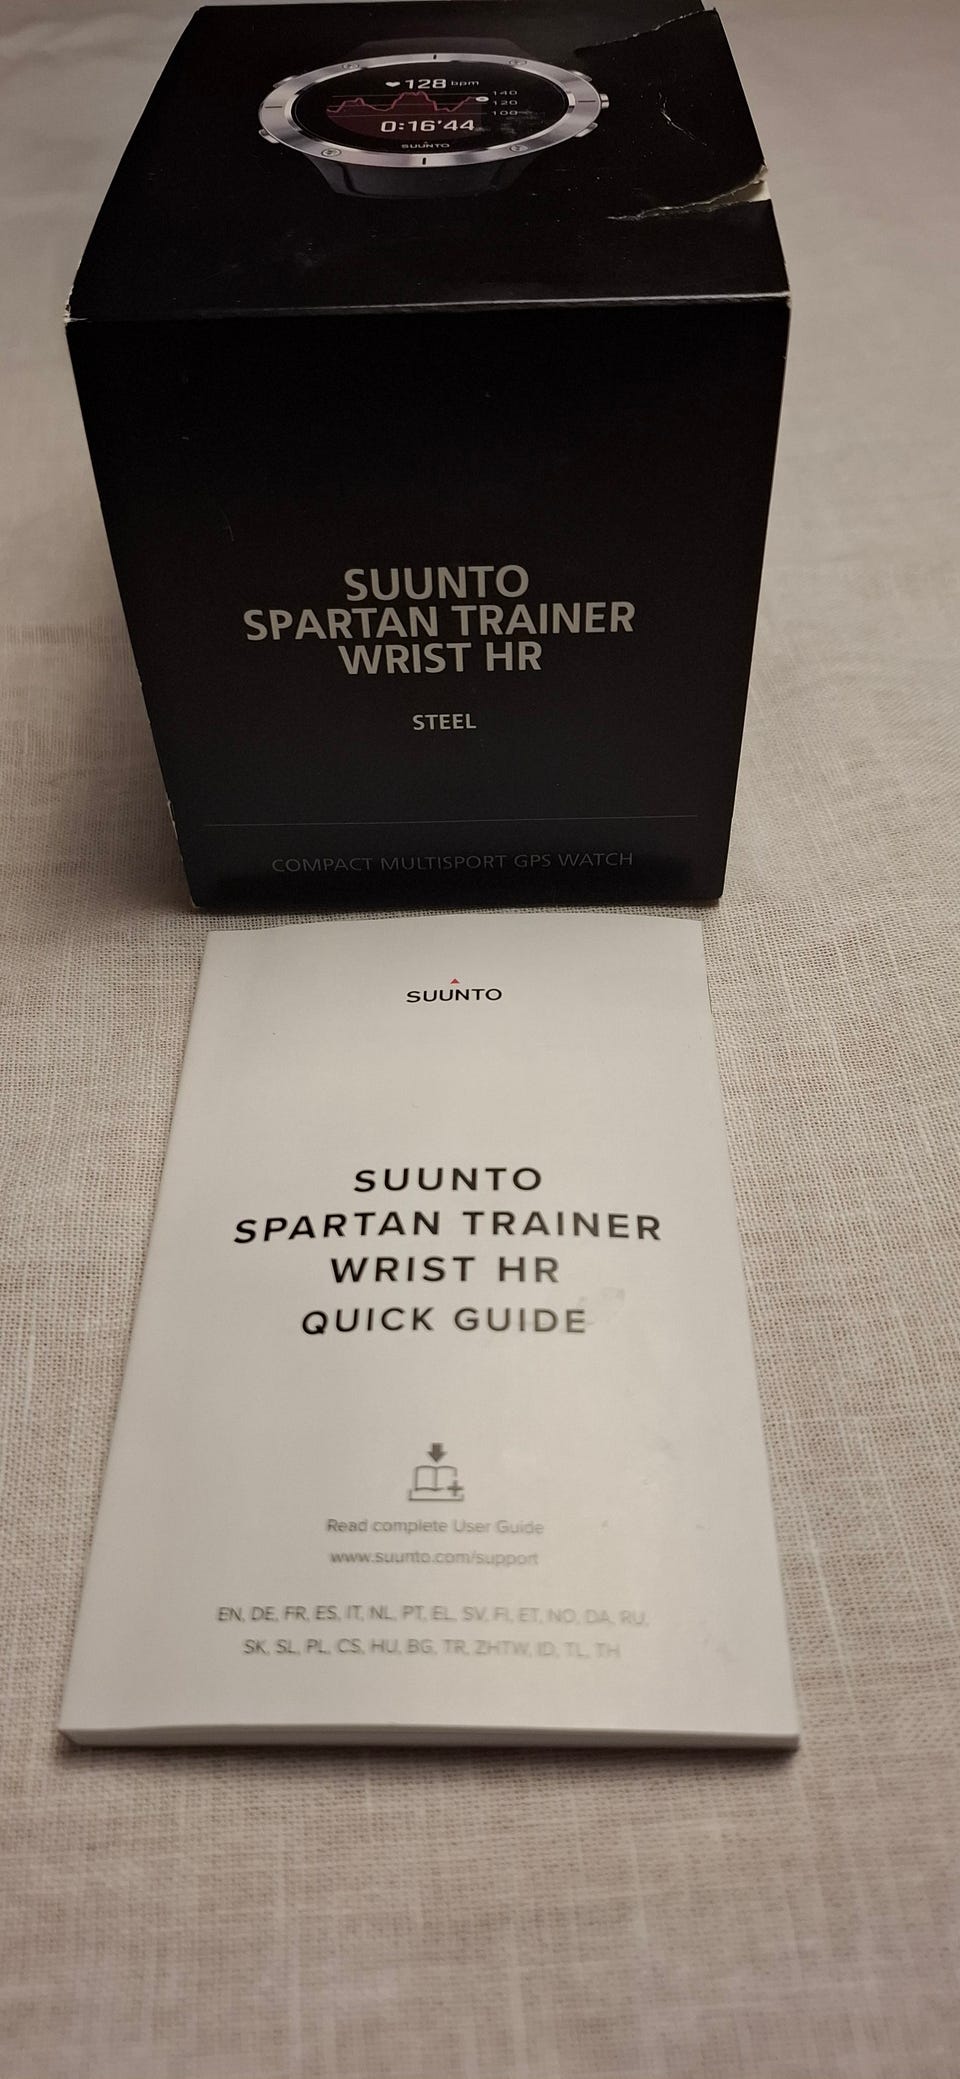 128 bpm
140
120
100
0:16'44
SUUNTO
SUUNTO
SPARTAN TRAINER
WRIST HR
STEEL
COMPACT MULTISPORT GPS WATCH
SUUNTO
SUUNTO
SPARTAN TRAINER
WRIST HR
QUICK GUIDE
Read complete User Guide
www.suunto.com/support
EN, DE, FR, ES, IT, NL, PT, EL, SV, FI, ET, NO, DA, RU,
SK, SL, PL, CS, HU, BG, TR, ZHTW, ID, TL, TH